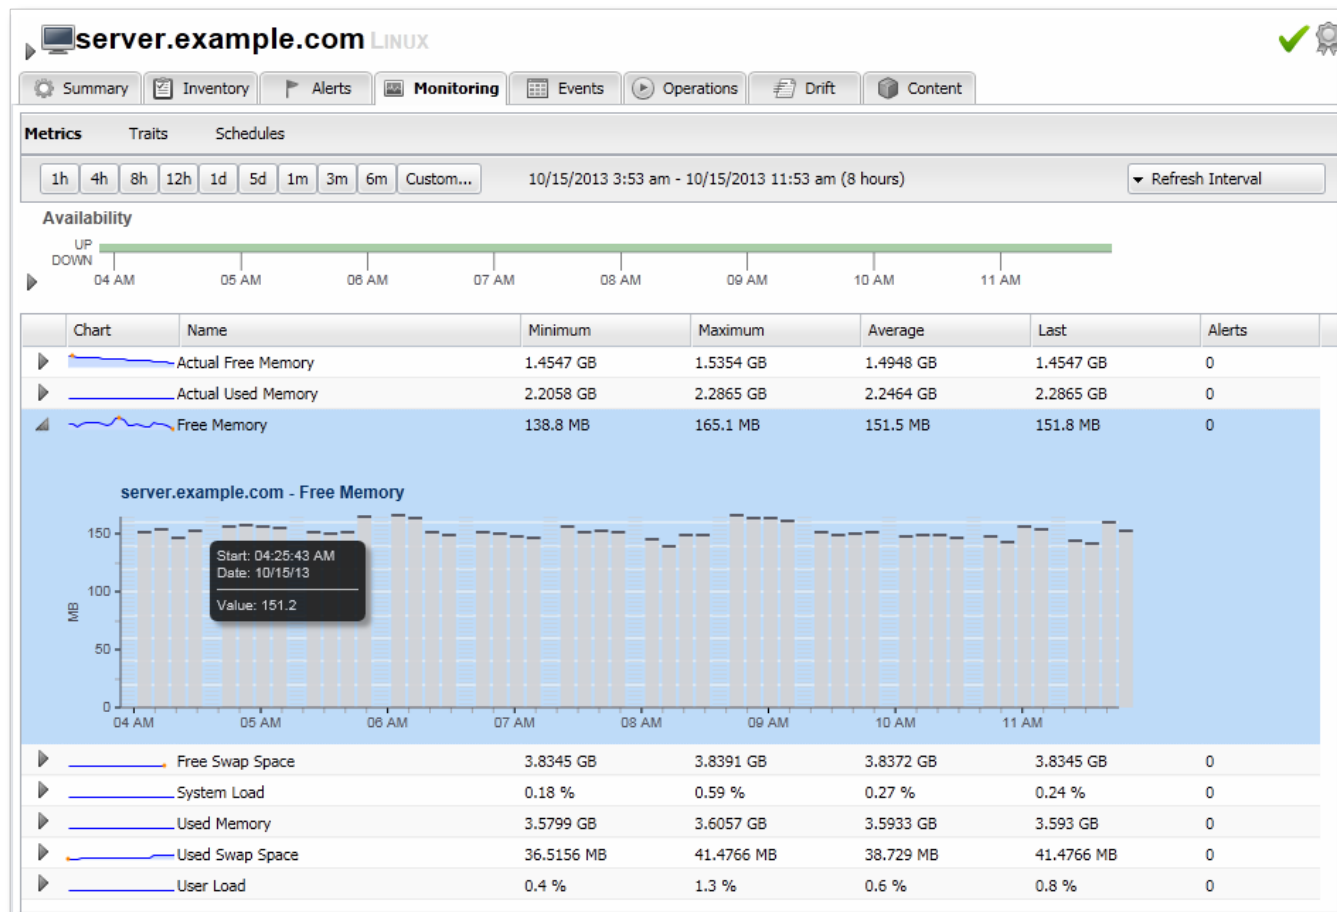 server.example.com LINUX
Summary Inventory Alerts Monitoring Events Operations Drift Content
Metrics Traits Schedules
1h 4h 8h 12h 1d 5d 1m 3m 6m Custom... 10/15/2013 3:53 am - 10/15/2013 11:53 am (8 hours) Refresh Interval
Availability
UP
DOWN
04 AM 05 AM 06 AM 07 AM 08 AM 09 AM 10 AM 11 AM
Chart Name Minimum Maximum Average Last Alerts
Actual Free Memory 1.4547 GB 1.5354 GB 1.4948 GB 1.4547 GB 0
Actual Used Memory 2.2058 GB 2.2865 GB 2.2464 GB 2.2865 GB 0
Free Memory 138.8 MB 165.1 MB 151.5 MB 151.8 MB 0
server.example.com - Free Memory
150
Start: 04:25:43 AM
Date: 10/15/13
100
Value: 151.2
MB
50
0
04 AM 05 AM 06 AM 07 AM 08 AM 09 AM 10 AM 11 AM
Free Swap Space 3.8345 GB 3.8391 GB 3.8372 GB 3.8345 GB 0
System Load 0.18 % 0.59 % 0.27 % 0.24 % 0
Used Memory 3.5799 GB 3.6057 GB 3.5933 GB 3.593 GB 0
Used Swap Space 36.5156 MB 41.4766 MB 38.729 MB 41.4766 MB 0
User Load 0.4 % 1.3 % 0.6 % 0.8 % 0